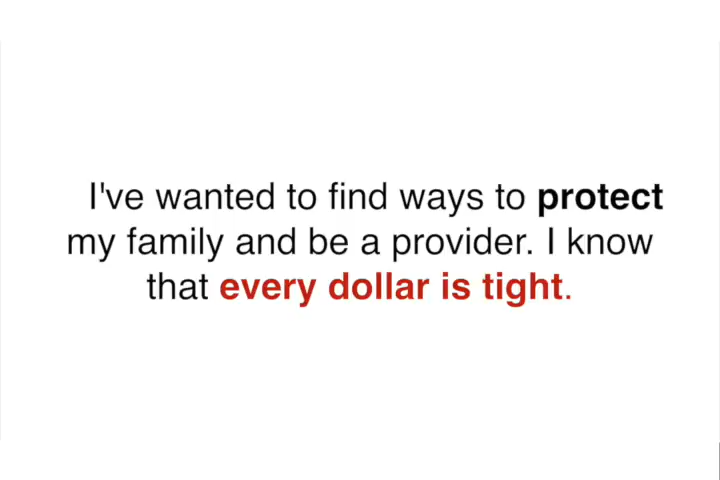 I've wanted to find ways to protect
my family and be a provider. I know
that every dollar is tight.